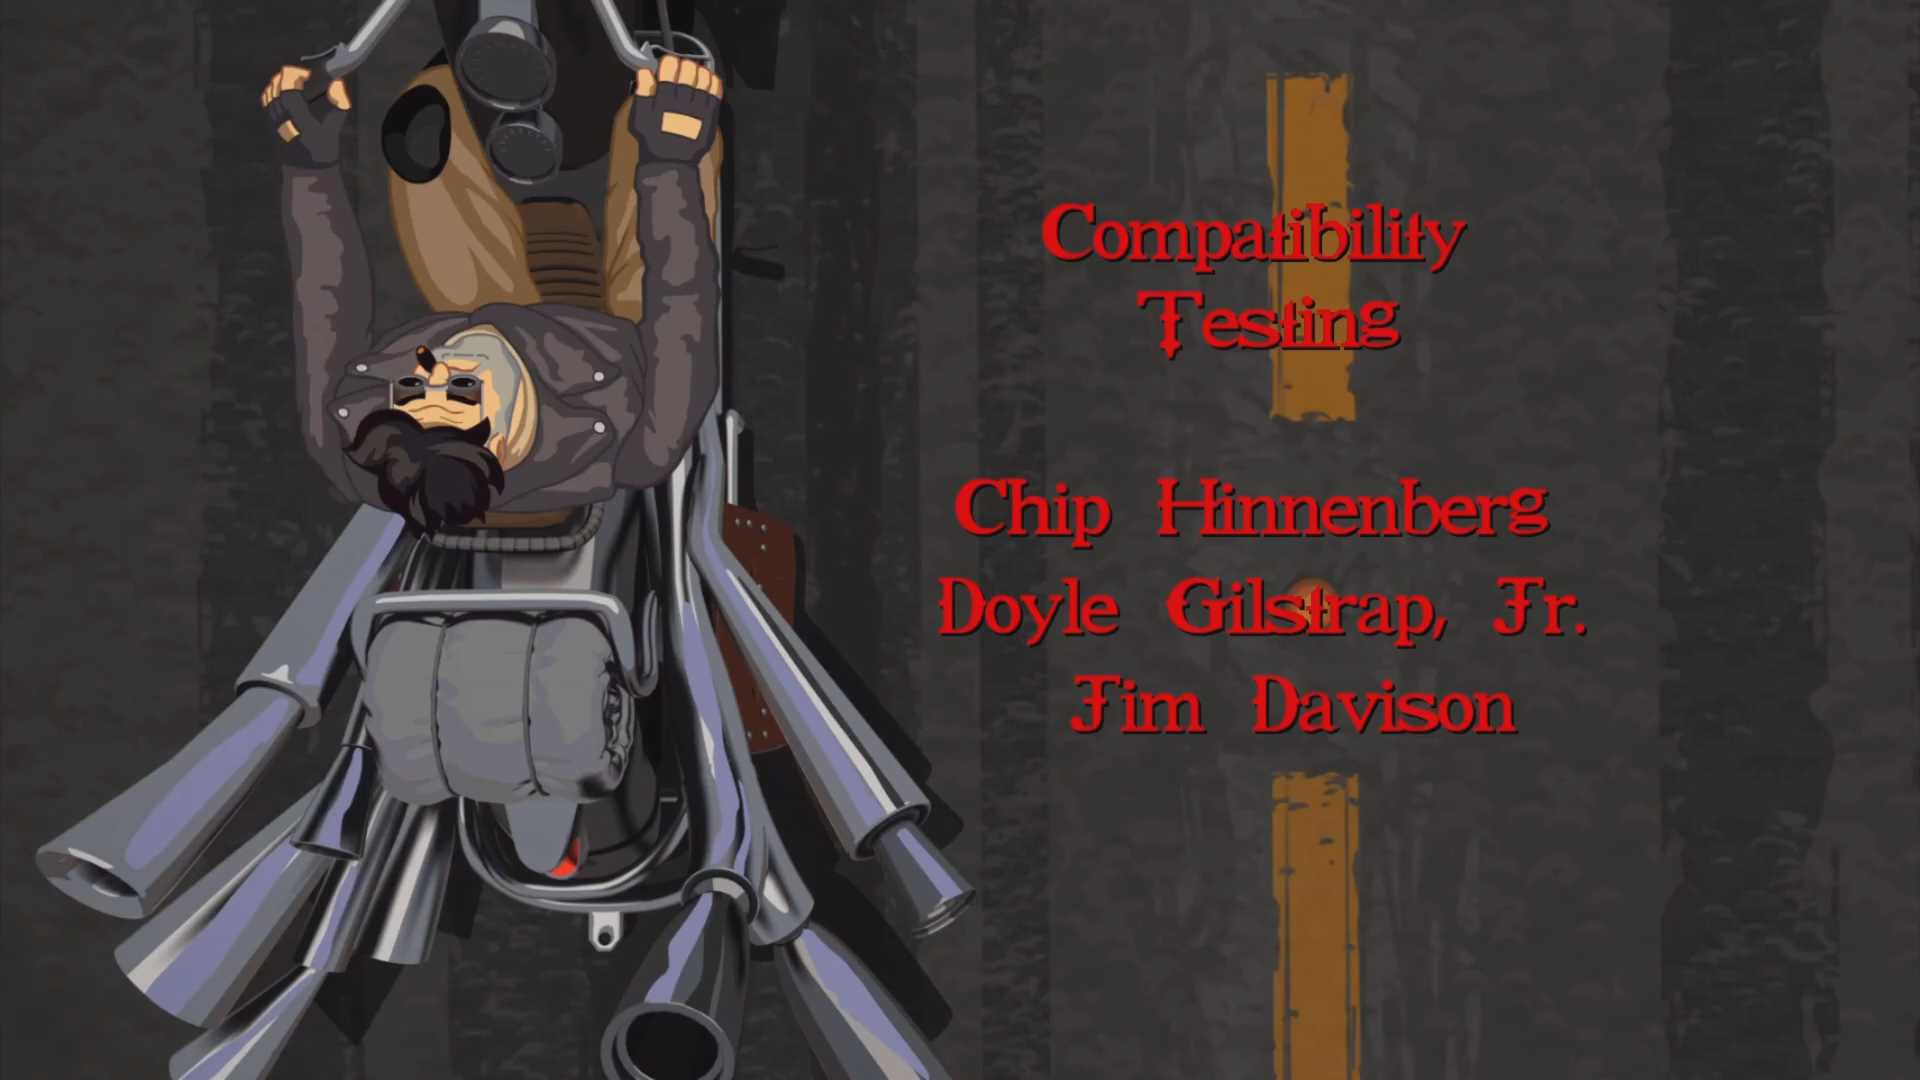 Compatibility
Testing
Chip Hinnenberg
Doyle Gilstrap, Jr.
Jim Davison